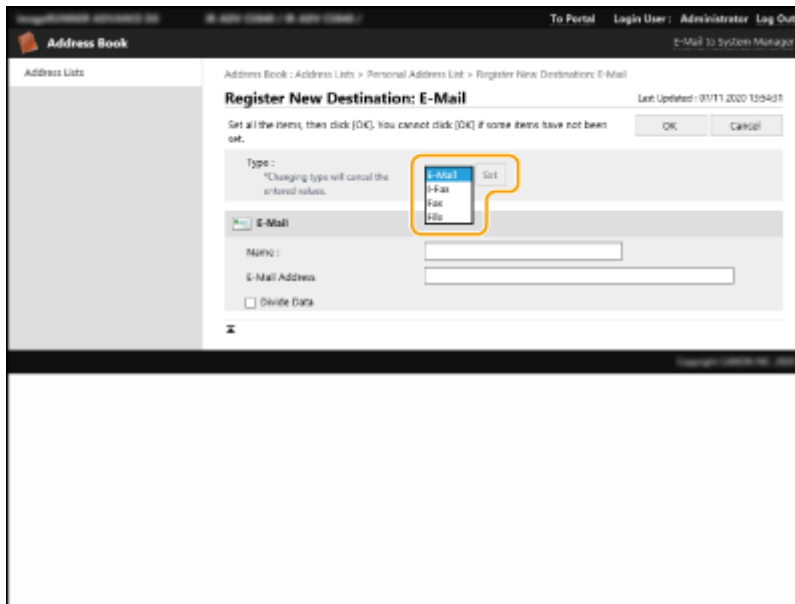 To Portal Login User : Administrator Log Out
Address Book
E-Mail to System Manager
Address Lists
Address Book : Address Lists > Personal Address List > Register New Destination: E-Mail
Register New Destination: E-Mail
Last Updated : 07/11 2020 13:54:31
Set all the items, then click [OK]. You cannot click [OK] if some items have not been
set.
OK
Cancel
Type :
*Changing type will cancel the
entered values.
E-Mail
Set
I-Fax
Fax
File
E-Mail
Name :
E-Mail Address
Divide Data